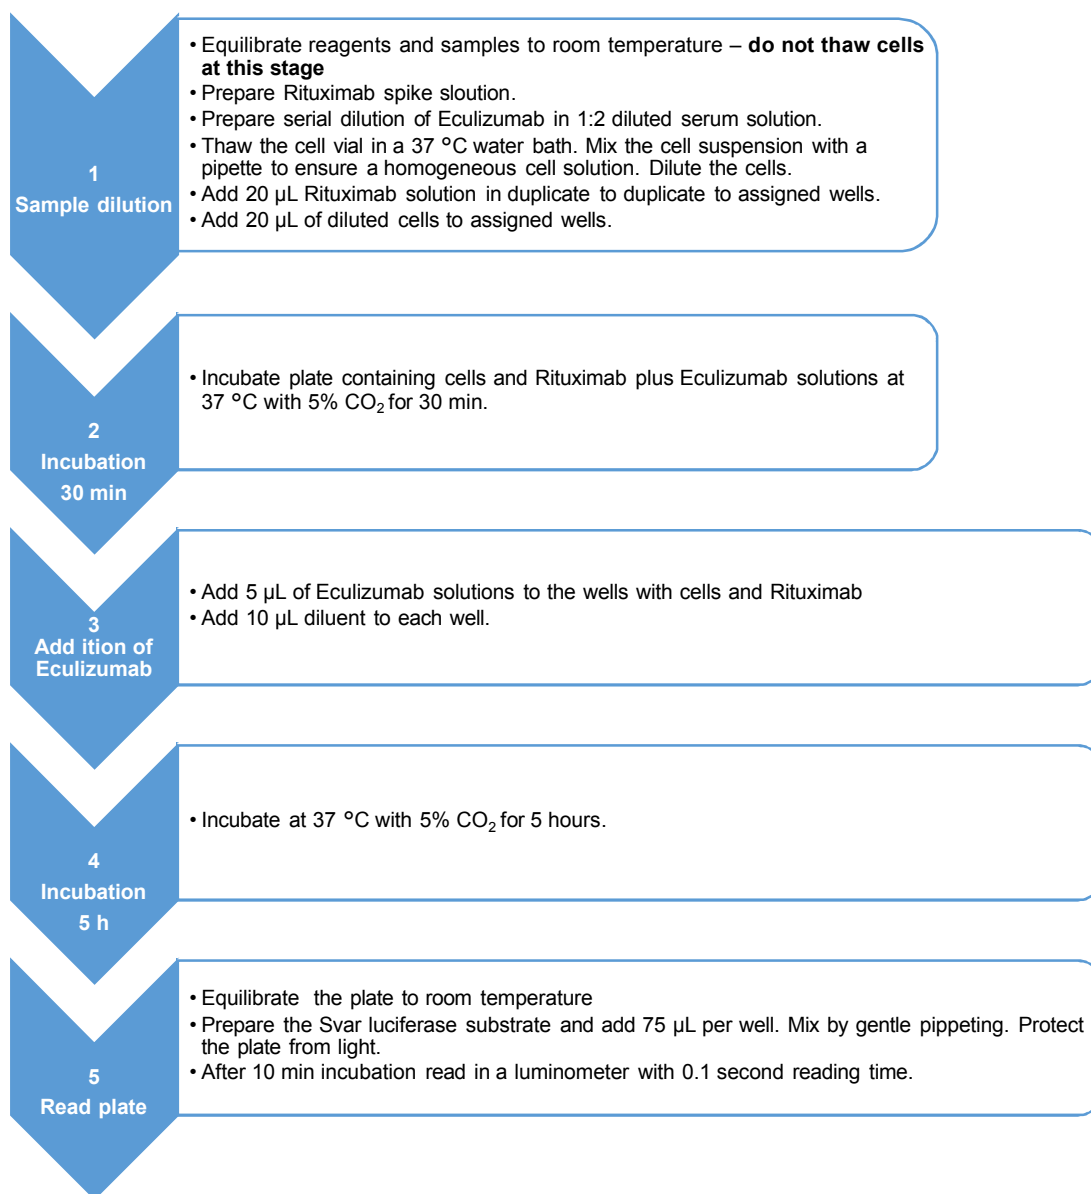 1
Sample dilution
• Equilibrate reagents and samples to room temperature – do not thaw cells
at this stage
• Prepare Rituximab spike sloution.
• Prepare serial dilution of Eculizumab in 1:2 diluted serum solution.
• Thaw the cell vial in a 37 °C water bath. Mix the cell suspension with a
pipette to ensure a homogeneous cell solution. Dilute the cells.
• Add 20 µL Rituximab solution in duplicate to duplicate to assigned wells.
• Add 20 µL of diluted cells to assigned wells.
2
Incubation
30 min
• Incubate plate containing cells and Rituximab plus Eculizumab solutions at
37 °C with 5% CO₂ for 30 min.
3
Add ition of
Eculizumab
• Add 5 µL of Eculizumab solutions to the wells with cells and Rituximab
• Add 10 µL diluent to each well.
4
Incubation
5 h
• Incubate at 37 °C with 5% CO₂ for 5 hours.
5
Read plate
• Equilibrate the plate to room temperature
• Prepare the Svar luciferase substrate and add 75 µL per well. Mix by gentle pippeting. Protect
the plate from light.
• After 10 min incubation read in a luminometer with 0.1 second reading time.